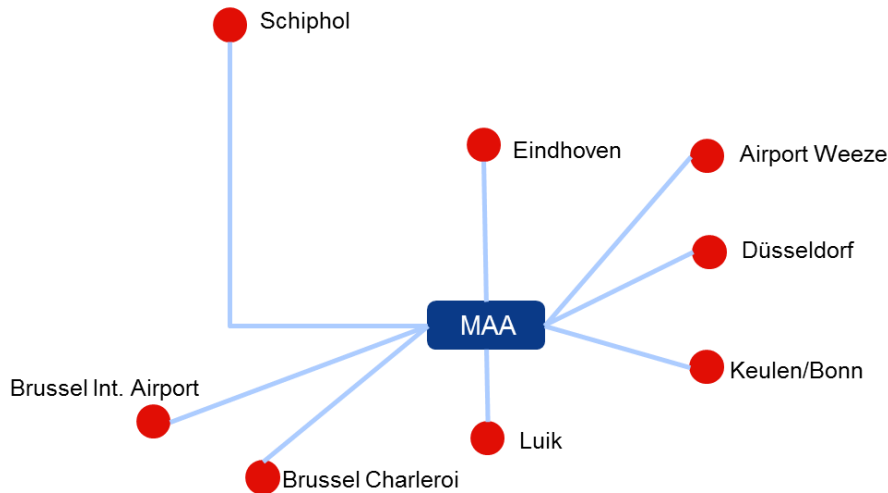 Schiphol
Eindhoven
Airport Weeze
Düsseldorf
MAA
Keulen/Bonn
Brussel Int. Airport
Luik
Brussel Charleroi